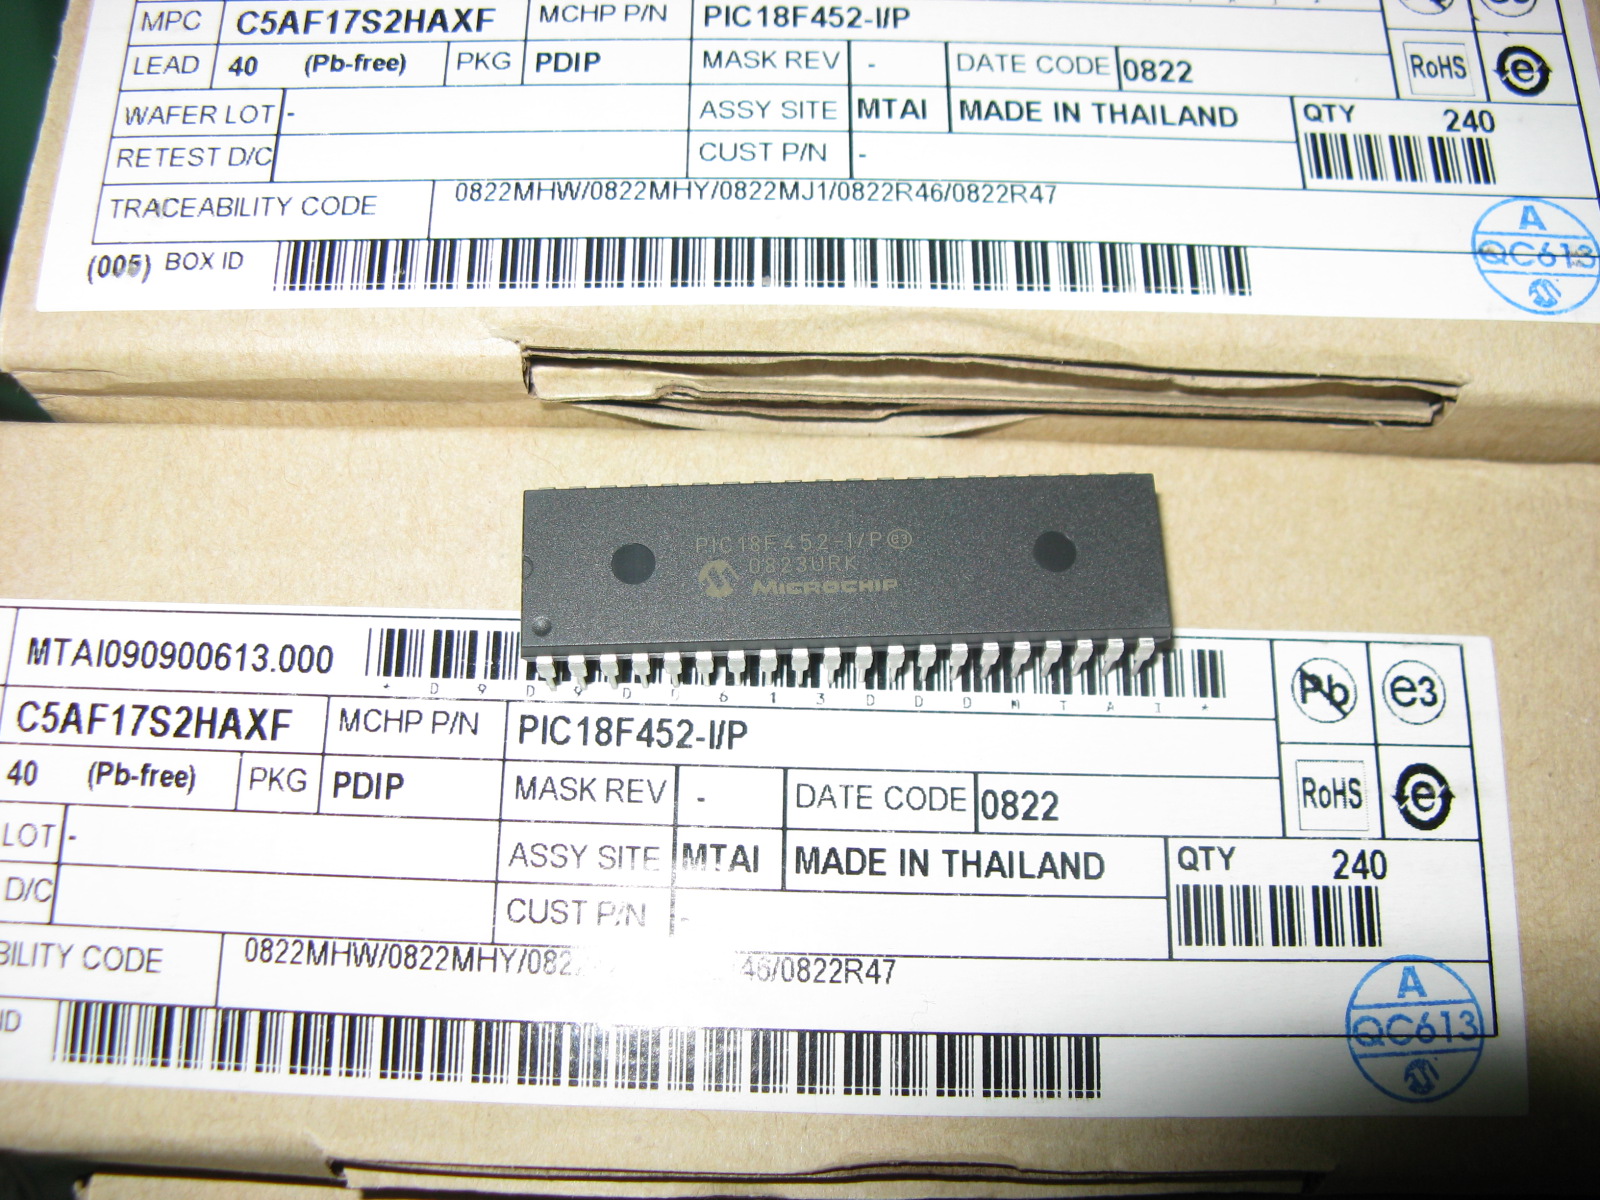 MPC C5AF17S2HAXF MCHP P/N PIC18F452-I/P
LEAD 40 (Pb-free) PKG PDIP MASK REV - DATE CODE 0822 RoHS e
WAFER LOT - ASSY SITE MTAI MADE IN THAILAND QTY 240
RETEST D/C CUST P/N -
TRACEABILITY CODE 0822MHW/0822MHY/0822MJ1/0822R46/0822R47
(005) BOX ID
A
QC613
PIC18F452-I/P e3
0823URK
MICROCHIP
MTAI090900613.000
Pb e3
C5AF17S2HAXF MCHP P/N PIC18F452-I/P
40 (Pb-free) PKG PDIP MASK REV - DATE CODE 0822 RoHS e
LOT - ASSY SITE MTAI MADE IN THAILAND QTY 240
D/C CUST P/N -
BILITY CODE 0822MHW/0822MHY/082 46/0822R47
ID
A
QC613